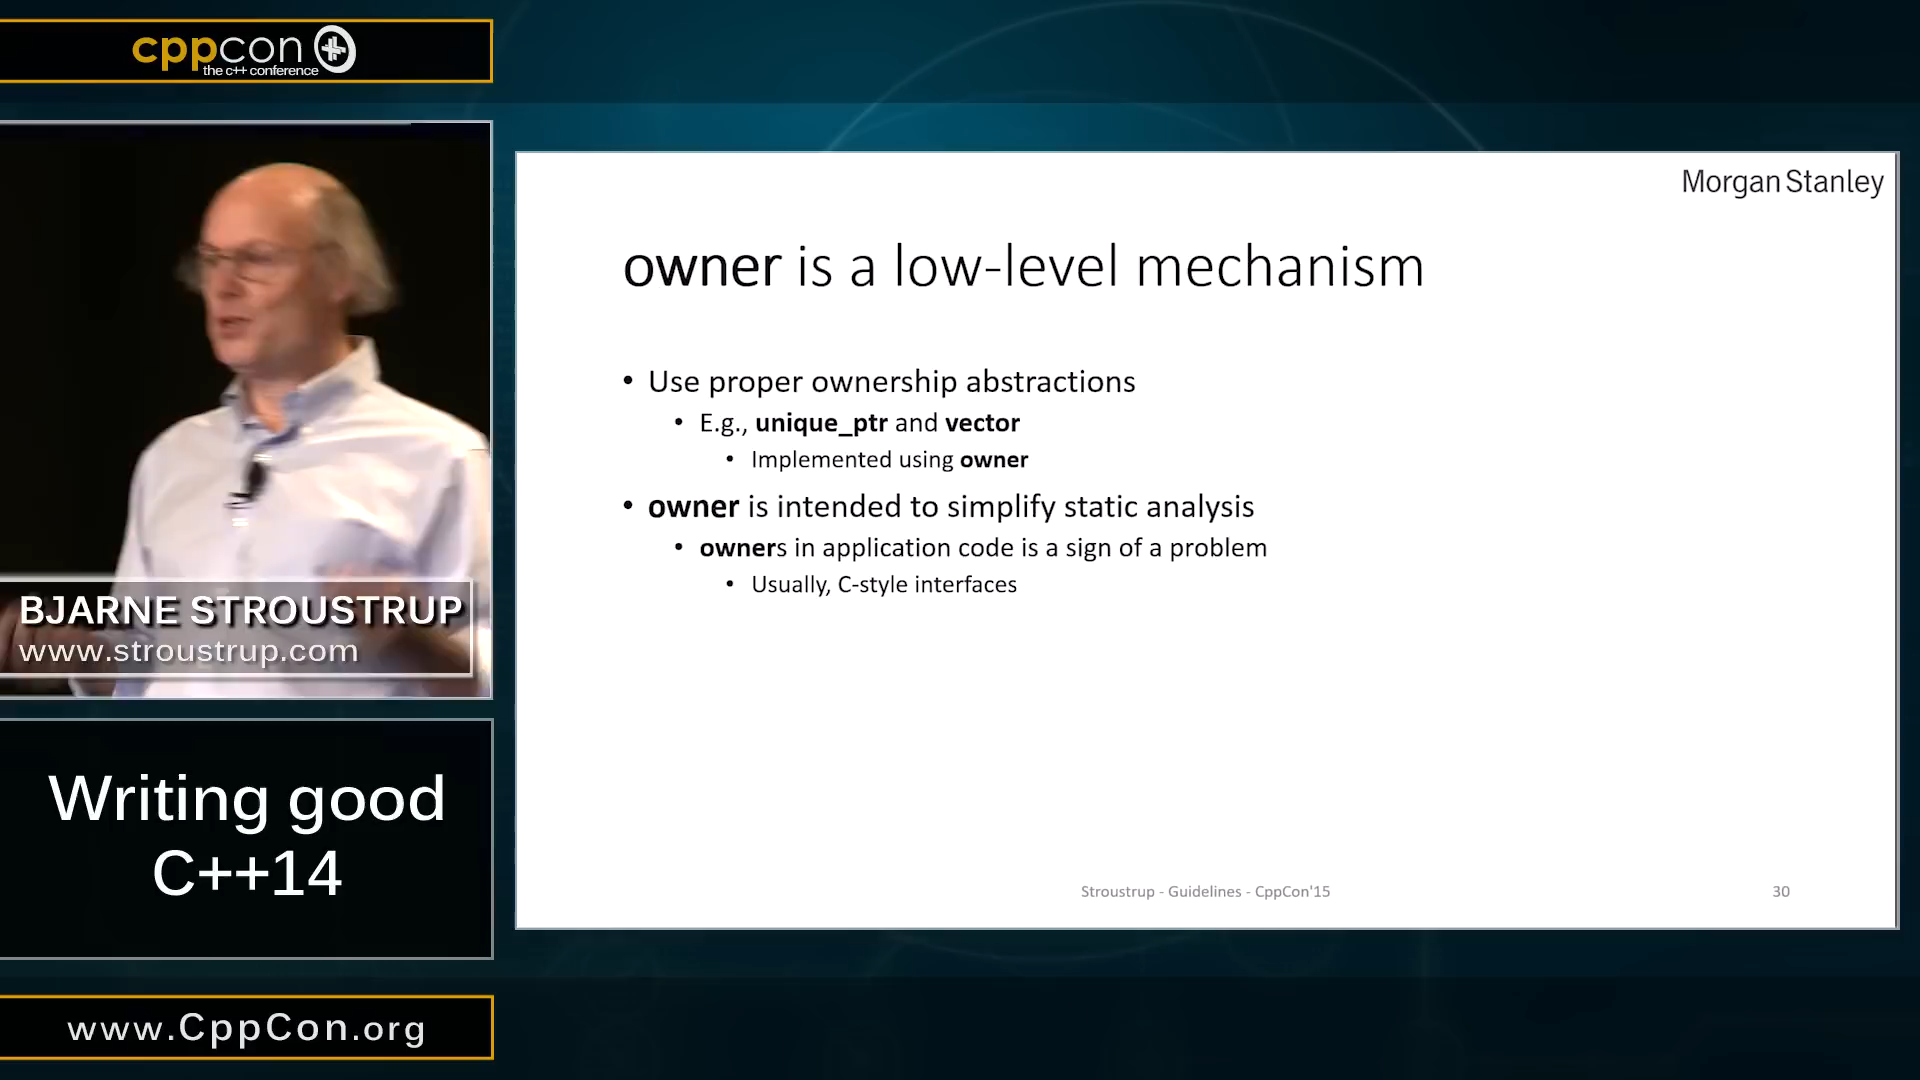 cppcon
the c++ conference
BJARNE STROUSTRUP
www.stroustrup.com
Writing good
C++14
www.CppCon.org
Morgan Stanley
owner is a low-level mechanism
• Use proper ownership abstractions
• E.g., unique_ptr and vector
• Implemented using owner
• owner is intended to simplify static analysis
• owners in application code is a sign of a problem
• Usually, C-style interfaces
Stroustrup - Guidelines - CppCon'15
30